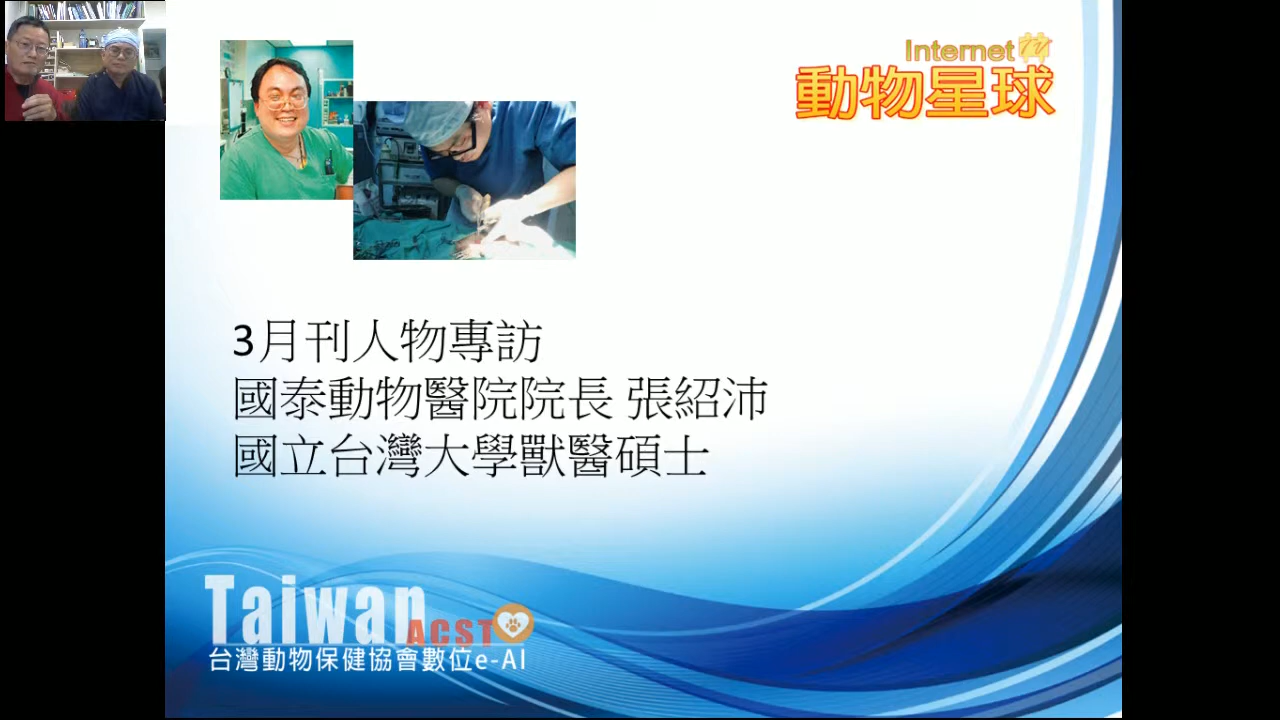 Internet TV
動物星球
3月刊人物專訪
國泰動物醫院院長 張紹沛
國立台灣大學獸醫碩士
Taiwan
ACST
台灣動物保健協會數位e-AI